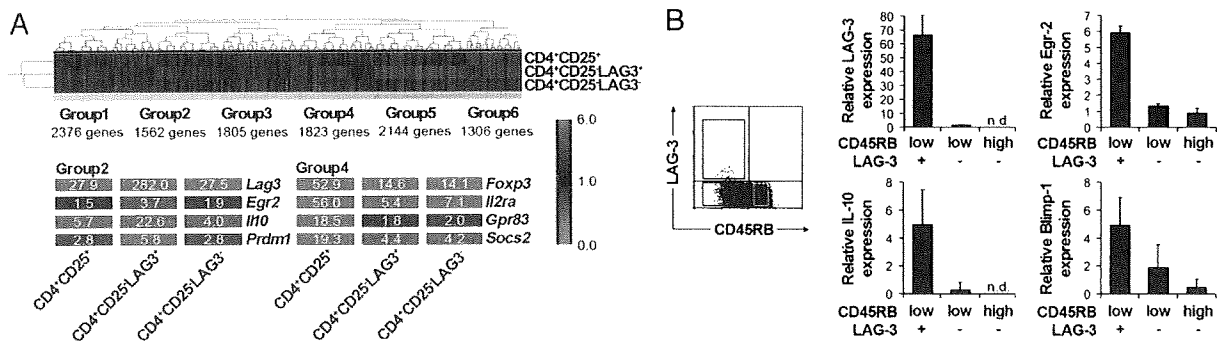 A
CD4+CD25+
CD4+CD25-LAG3+
CD4+CD25-LAG3-
Group1 Group2 Group3 Group4 Group5 Group6
2376 genes 1562 genes 1805 genes 1823 genes 2144 genes 1306 genes
6.0
1.0
0.0
Group2
27.9 282.0 27.5 Lag3
1.5 3.7 1.9 Egr2
5.7 22.6 4.0 Il10
2.8 5.8 2.8 Prdm1
CD4+CD25+
CD4+CD25-LAG3+
CD4+CD25-LAG3-
Group4
52.9 14.6 14.1 Foxp3
56.0 5.4 7.1 Il2ra
18.5 1.8 2.0 Gpr83
19.3 4.4 4.2 Socs2
CD4+CD25+
CD4+CD25-LAG3+
CD4+CD25-LAG3-
B
LAG-3
CD45RB
Relative LAG-3 expression
80
70
60
50
40
30
20
10
0
n d
CD45RB low low high
LAG-3 + - -
Relative Egr-2 expression
7
6
5
4
3
2
1
0
CD45RB low low high
LAG-3 + - -
Relative IL-10 expression
8
6
4
2
0
n.d.
CD45RB low low high
LAG-3 + - -
Relative Blimp-1 expression
8
6
4
2
0
CD45RB low low high
LAG-3 + - -